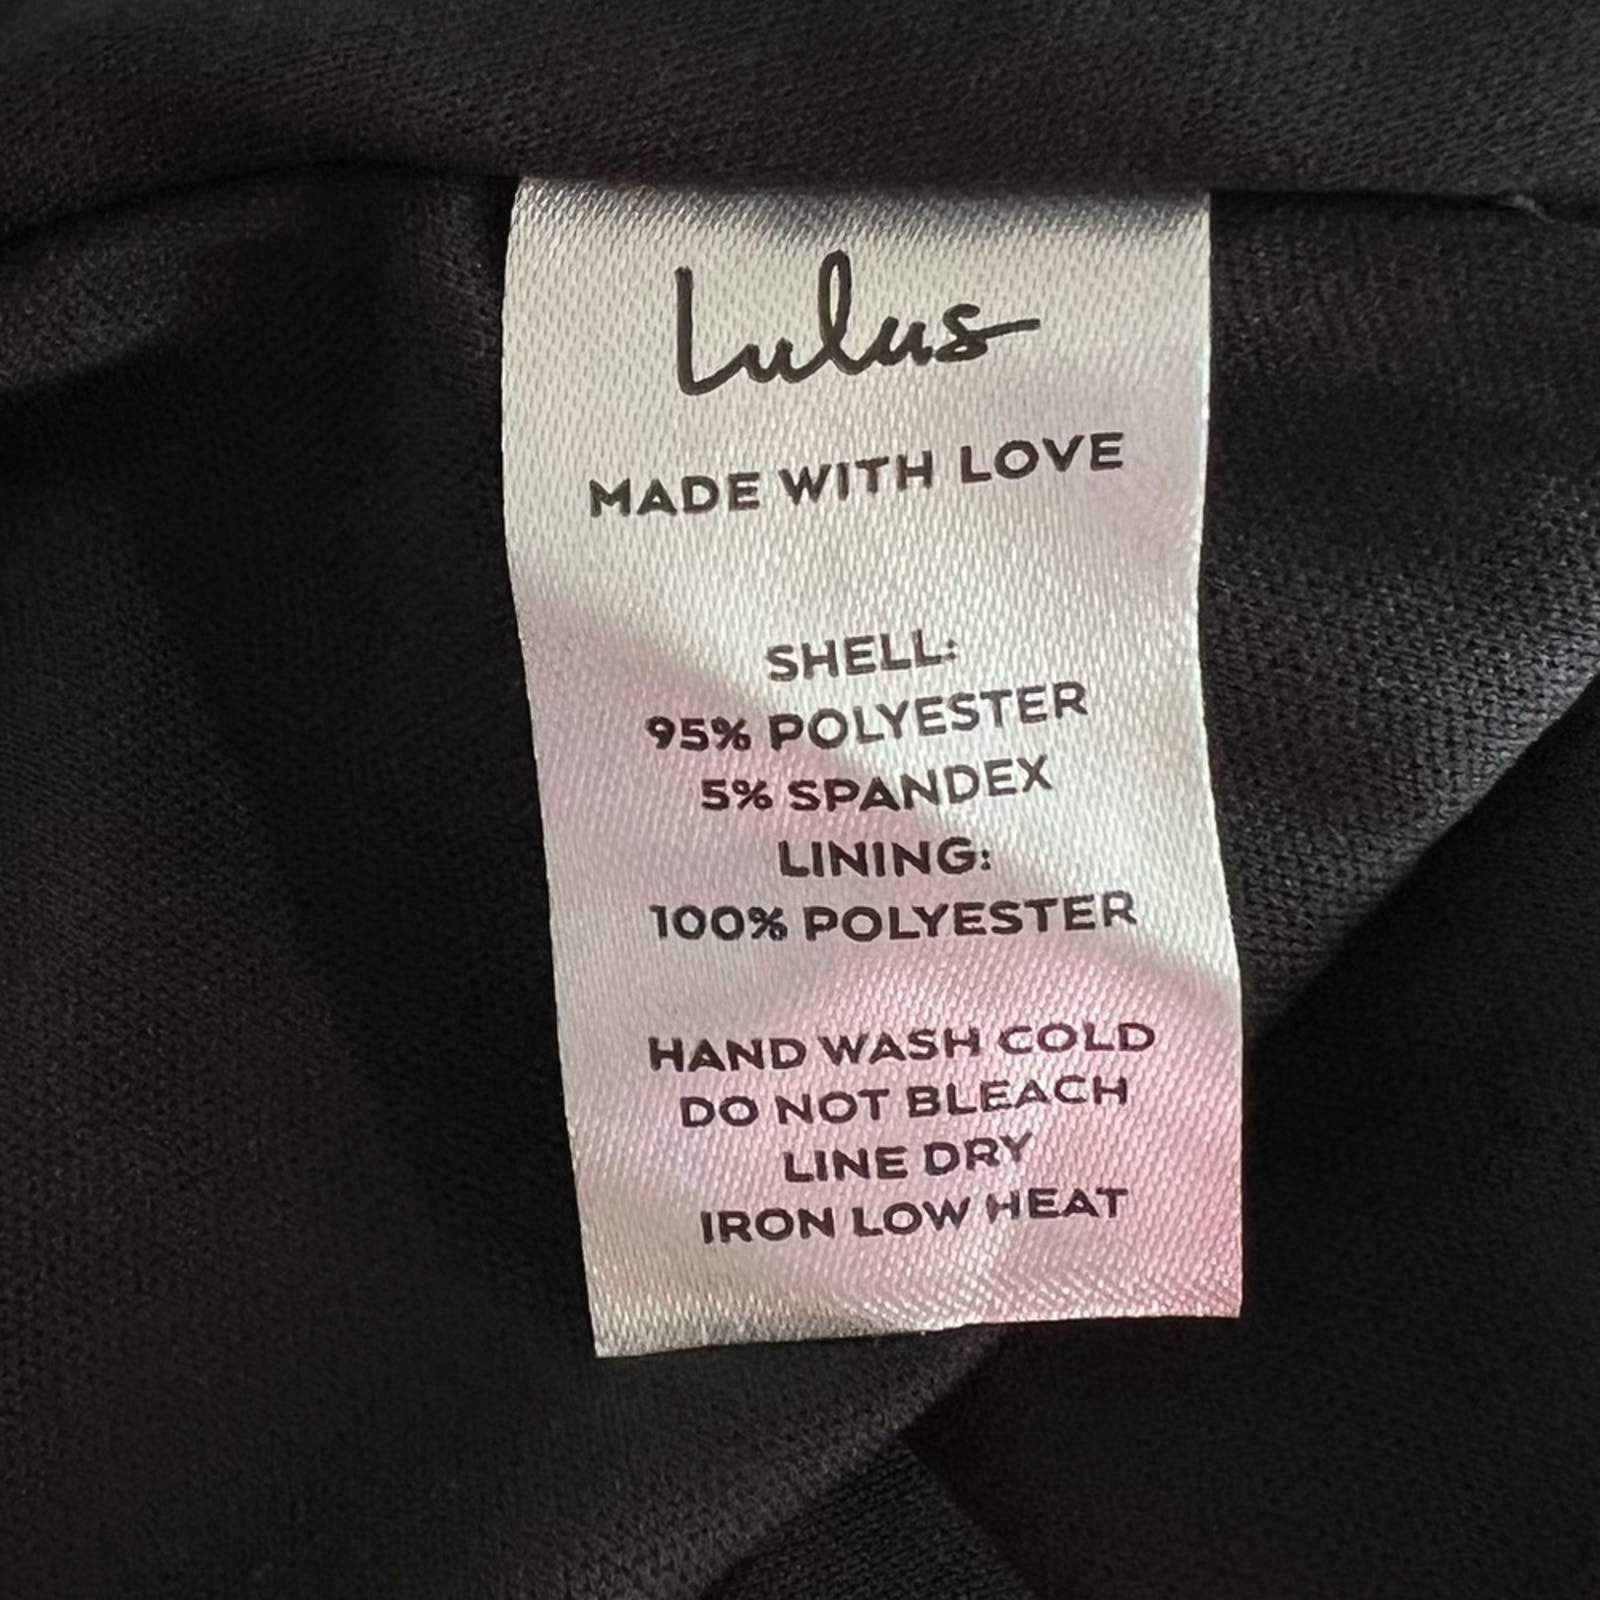 Lulus
MADE WITH LOVE
SHELL:
95% POLYESTER
5% SPANDEX
LINING:
100% POLYESTER
HAND WASH COLD
DO NOT BLEACH
LINE DRY
IRON LOW HEAT